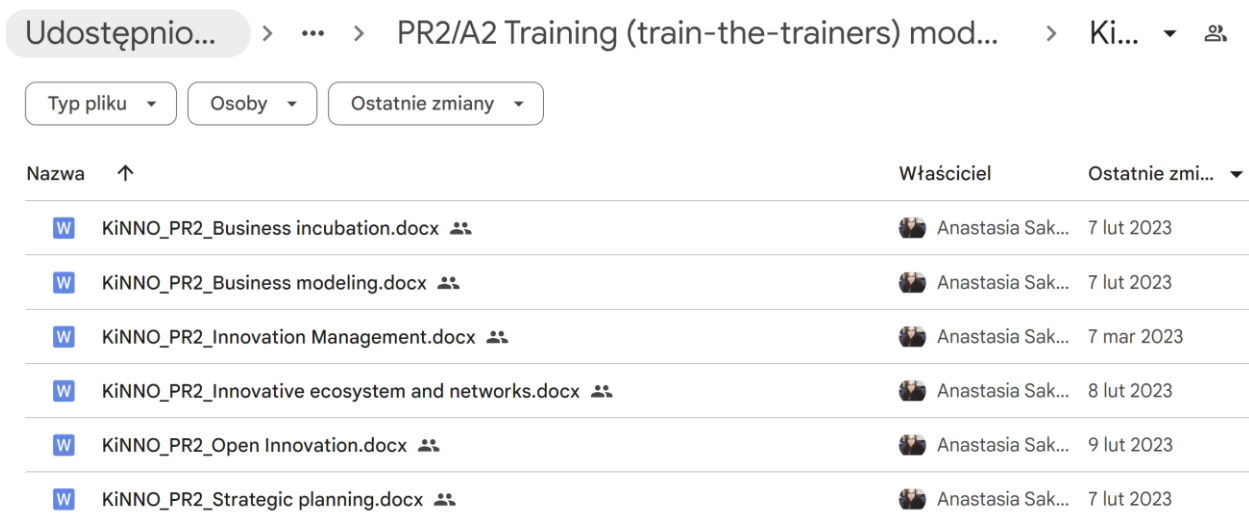 Udostępnio... > ... > PR2/A2 Training (train-the-trainers) mod... > Ki...
Typ pliku Osoby Ostatnie zmiany
Nazwa Właściciel Ostatnie zmi...
W KiNNO_PR2_Business incubation.docx Anastasia Sak... 7 lut 2023
W KiNNO_PR2_Business modeling.docx Anastasia Sak... 7 lut 2023
W KiNNO_PR2_Innovation Management.docx Anastasia Sak... 7 mar 2023
W KiNNO_PR2_Innovative ecosystem and networks.docx Anastasia Sak... 8 lut 2023
W KiNNO_PR2_Open Innovation.docx Anastasia Sak... 9 lut 2023
W KiNNO_PR2_Strategic planning.docx Anastasia Sak... 7 lut 2023